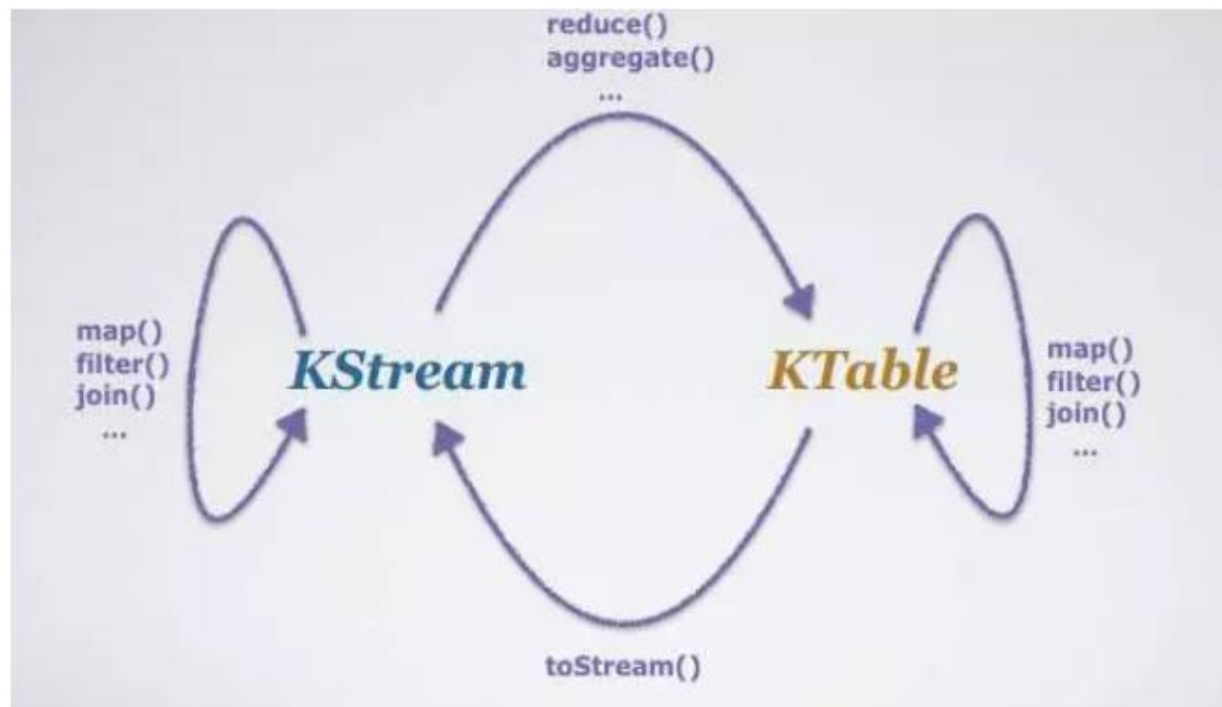 reduce()
aggregate()
...
map()
filter()
join()
...
KStream
KTable
map()
filter()
join()
...
toStream()